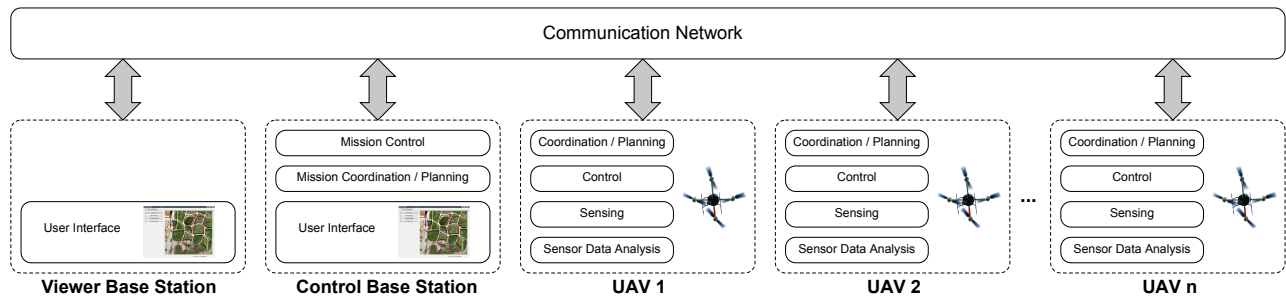 Communication Network
User Interface
Viewer Base Station
Mission Control
Mission Coordination / Planning
User Interface
Control Base Station
Coordination / Planning
Control
Sensing
Sensor Data Analysis
UAV 1
Coordination / Planning
Control
Sensing
Sensor Data Analysis
UAV 2
...
Coordination / Planning
Control
Sensing
Sensor Data Analysis
UAV n